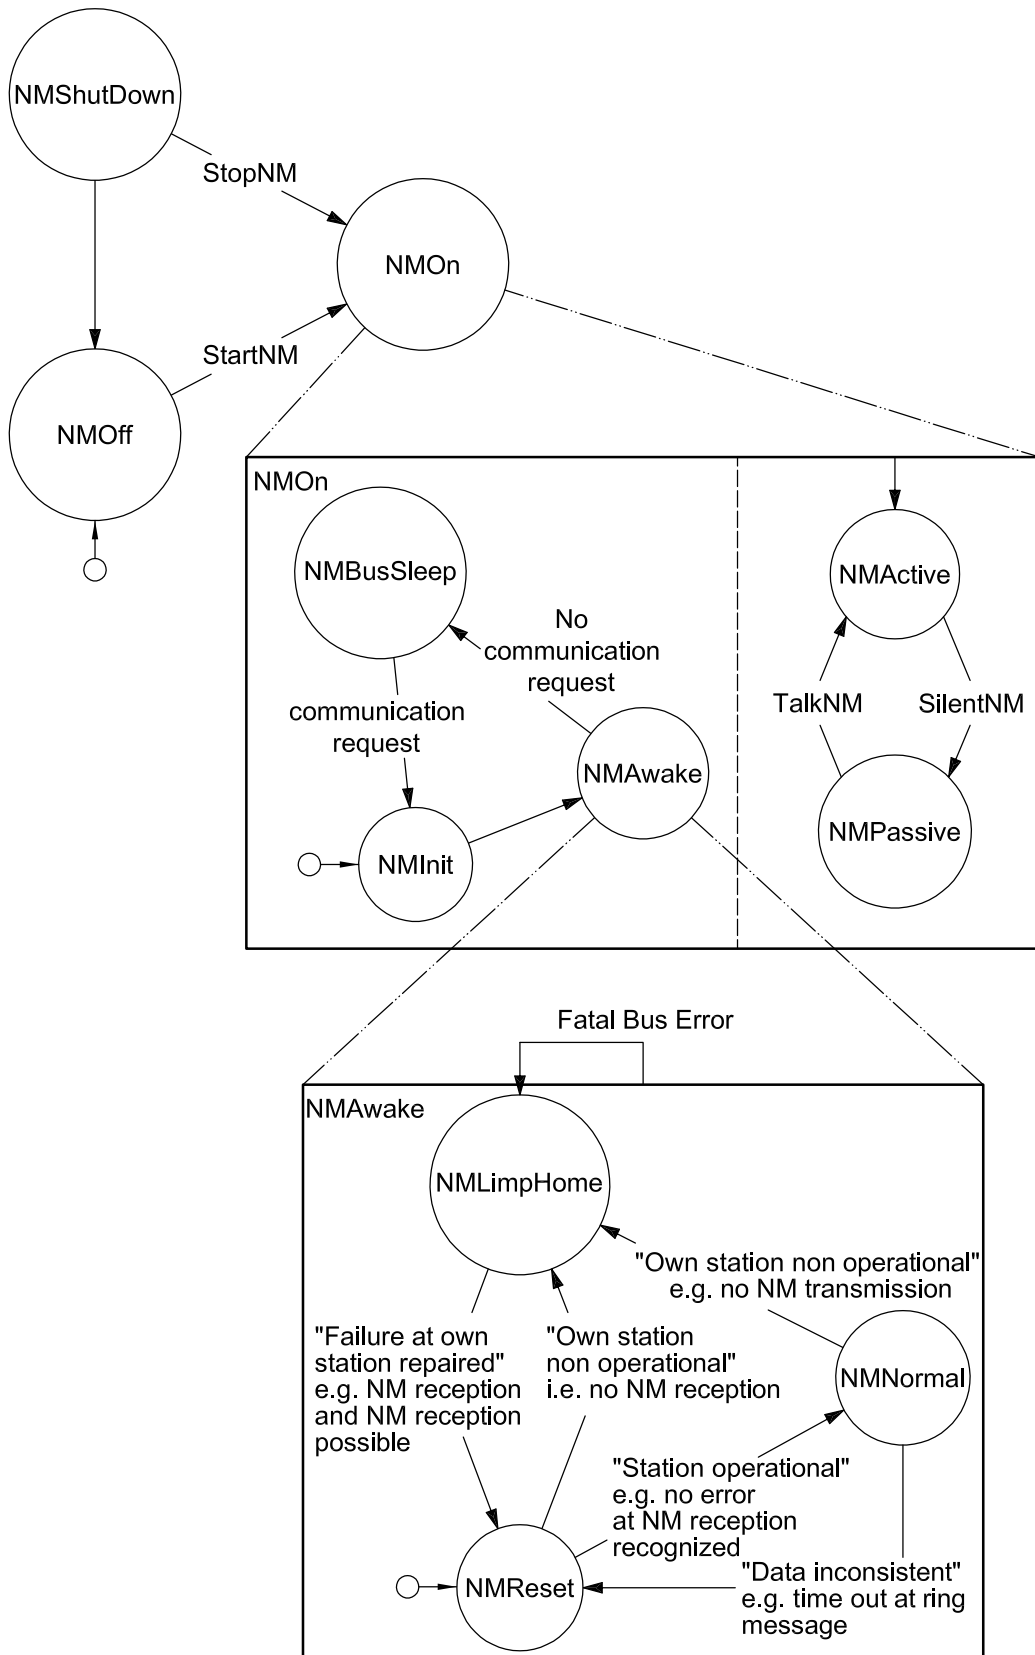 NMShutDown
StopNM
NMOn
StartNM
NMOff
NMOn
NMBusSleep
No
communication
request
communication
request
NMAwake
NMInit
NMActive
TalkNM
SilentNM
NMPassive
Fatal Bus Error
NMAwake
NMLimpHome
"Own station non operational"
e.g. no NM transmission
"Failure at own
station repaired"
e.g. NM reception
and NM reception
possible
"Own station
non operational"
i.e. no NM reception
NMNormal
"Station operational"
e.g. no error
at NM reception
recognized
"Data inconsistent"
e.g. time out at ring
message
NMReset